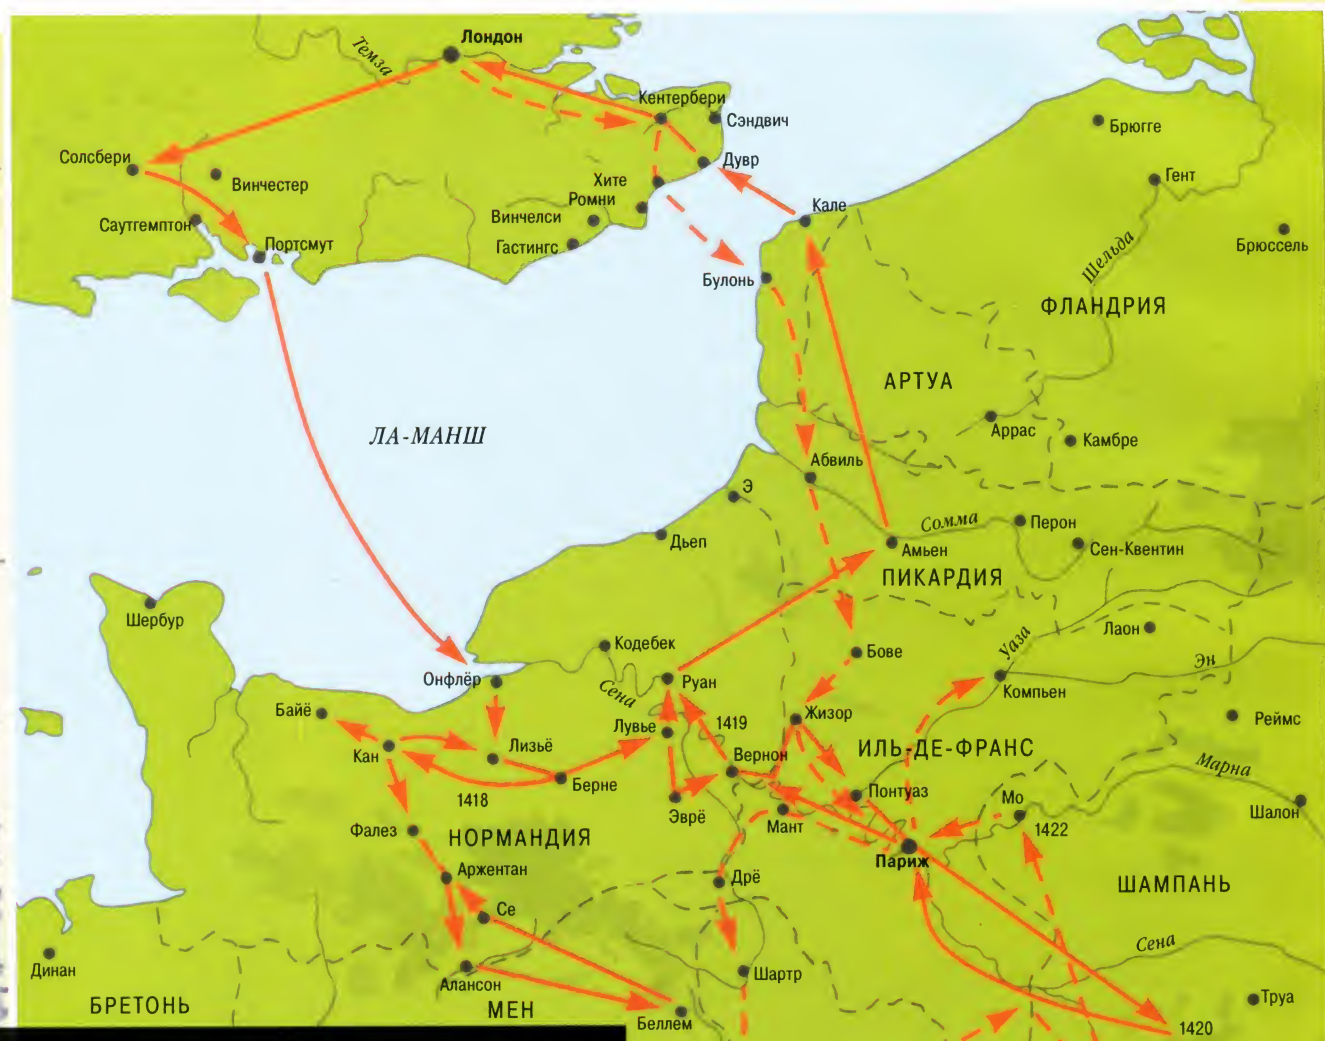 Лондон
Темза
Кентербери
Сэндвич
Брюгге
Солсбери
Дувр
Винчестер
Хите
Гент
Ромни
Кале
Саутгемптон
Винчелси
Портсмут
Гастингс
Шельда
Брюссель
Булонь
ФЛАНДРИЯ
АРТУА
ЛА-МАНШ
Аррас
Камбре
Абвиль
Э
Сомма
Перон
Дьеп
Амьен
Сен-Квентин
ПИКАРДИЯ
Шербур
Кодебек
Уаза
Лаон
Бове
Эн
Онфлёр
Сена
Руан
Компьен
Байё
Лувье
1419
Жизор
Реймс
Кан
Лизьё
Вернон
ИЛЬ-ДЕ-ФРАНС
Марна
Берне
Понтуаз
1418
Мо
Эврё
Мант
Шалон
Фалез
НОРМАНДИЯ
1422
Париж
Аржентан
Дрё
ШАМПАНЬ
Се
Сена
Динан
Шартр
Алансон
Труа
БРЕТОНЬ
МЕН
Беллем
1420